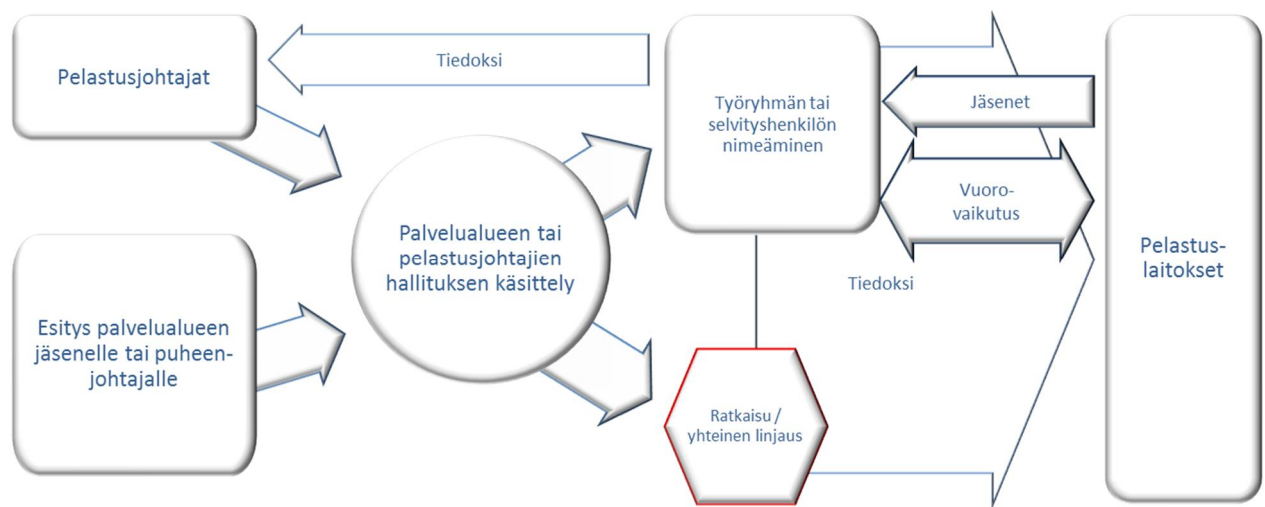 Pelastusjohtajat
Tiedoksi
Työryhmän tai
selvityshenkilön
nimeäminen
Jäsenet
Vuoro-
vaikutus
Pelastus-
laitokset
Palvelualueen tai
pelastusjohtajien
hallituksen käsittely
Tiedoksi
Esitys palvelualueen
jäsenelle tai puheen-
johtajalle
Ratkaisu /
yhteinen linjaus